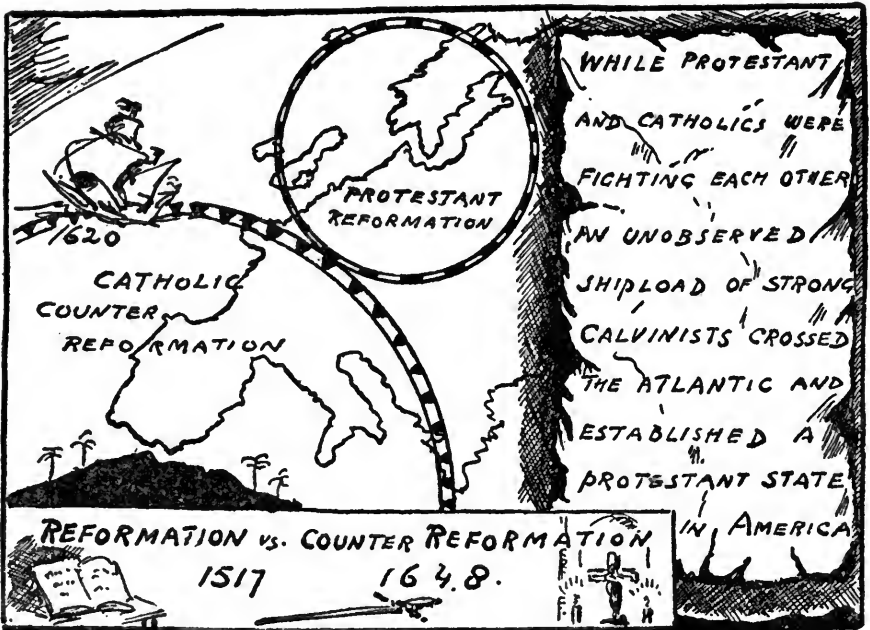 PROTESTANT
REFORMATION
1620
CATHOLIC
COUNTER
REFORMATION
WHILE PROTESTANT
AND CATHOLICS WERE
FIGHTING EACH OTHER
AN UNOBSERVED
SHIPLOAD OF STRONG
CALVINISTS CROSSED
THE ATLANTIC AND
ESTABLISHED A
PROTESTANT STATE
IN AMERICA
REFORMATION vs. COUNTER REFORMATION
1517 1648.